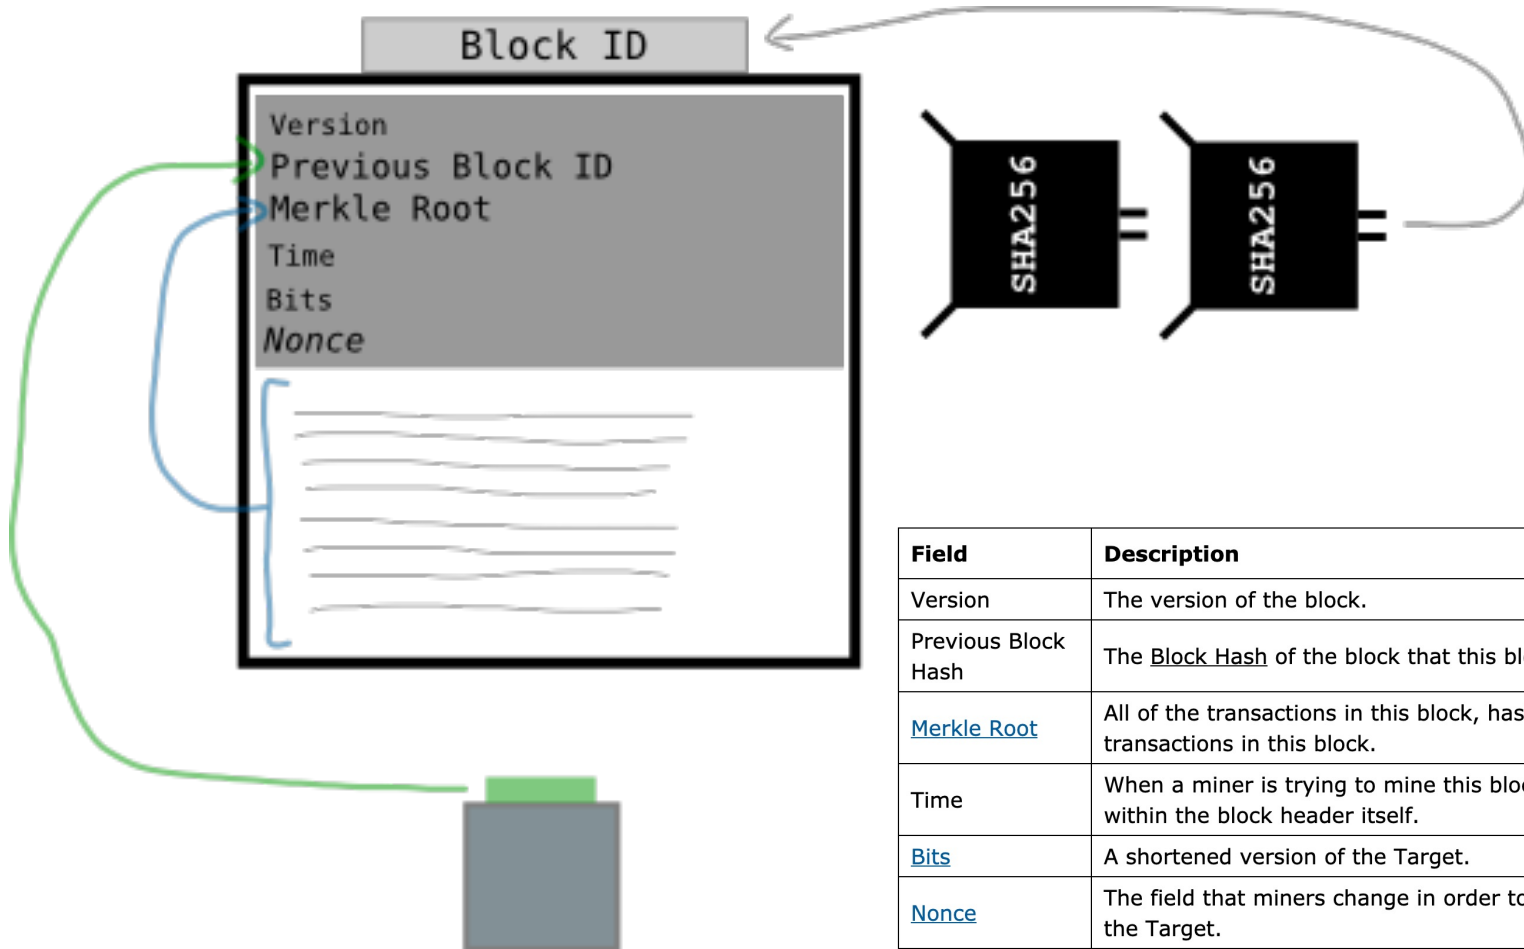 Block ID
Version
Previous Block ID
Merkle Root
Time
Bits
Nonce
SHA256
SHA256
Field Description
Version The version of the block.
Previous Block
Hash
The Block Hash of the block that this
Merkle Root
All of the transactions in this block,
transactions in this block.
Time
When a miner is trying to mine this
within the block header itself.
Bits A shortened version of the Target.
Nonce
The field that miners change in order to
the Target.